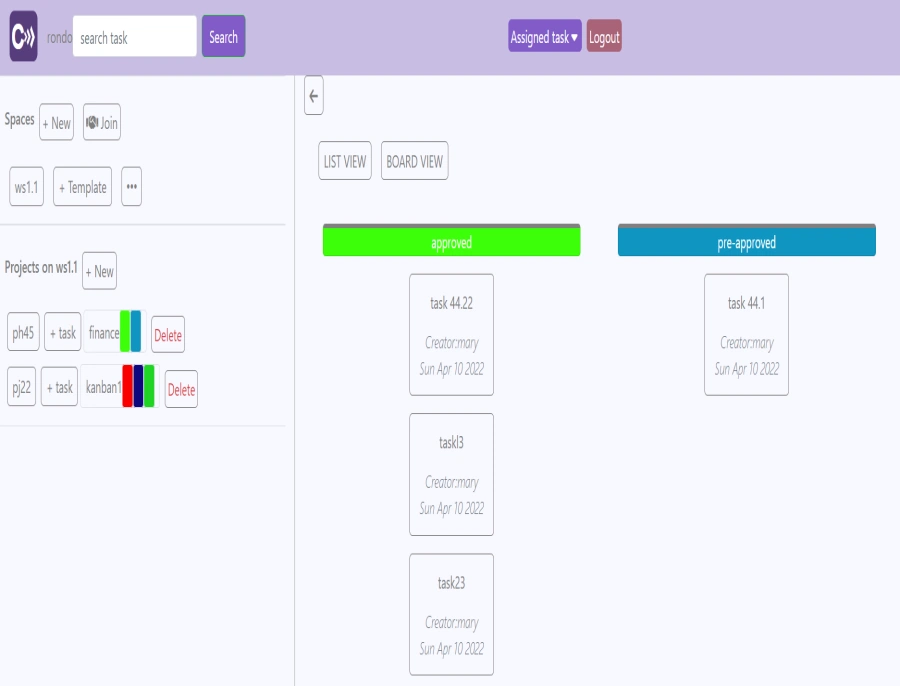 rondo search task Search Assigned task ▾ Logout
←
Spaces + New Join
LIST VIEW BOARD VIEW
ws1.1 + Template •••
approved pre-approved
Projects on ws1.1 + New
task 44.22 task 44.1
ph45 + task finance Delete
Creator:mary Creator:mary
Sun Apr 10 2022 Sun Apr 10 2022
pj22 + task kanban1 Delete
taskl3
Creator:mary
Sun Apr 10 2022
task23
Creator:mary
Sun Apr 10 2022